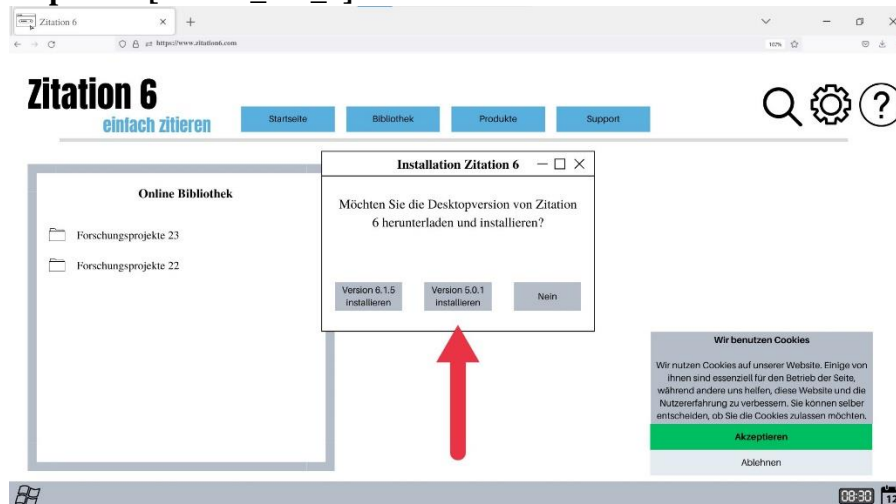 Zitation 6
https://www.zitation6.com
Zitation 6
einfach zitieren
Startseite
Bibliothek
Produkte
Support
Online Bibliothek
Forschungsprojekte 23
Forschungsprojekte 22
Installation Zitation 6
Möchten Sie die Desktopversion von Zitation
6 herunterladen und installieren?
Version 6.1.5
installieren
Version 5.0.1
installieren
Nein
Wir benutzen Cookies
Wir nutzen Cookies auf unserer Website. Einige von
ihnen sind essenziell für den Betrieb der Seite,
während andere uns helfen, diese Website und die
Nutzererfahrung zu verbessern. Sie können selber
entscheiden, ob Sie die Cookies zulassen möchten.
Akzeptieren
Ablehnen
08:30